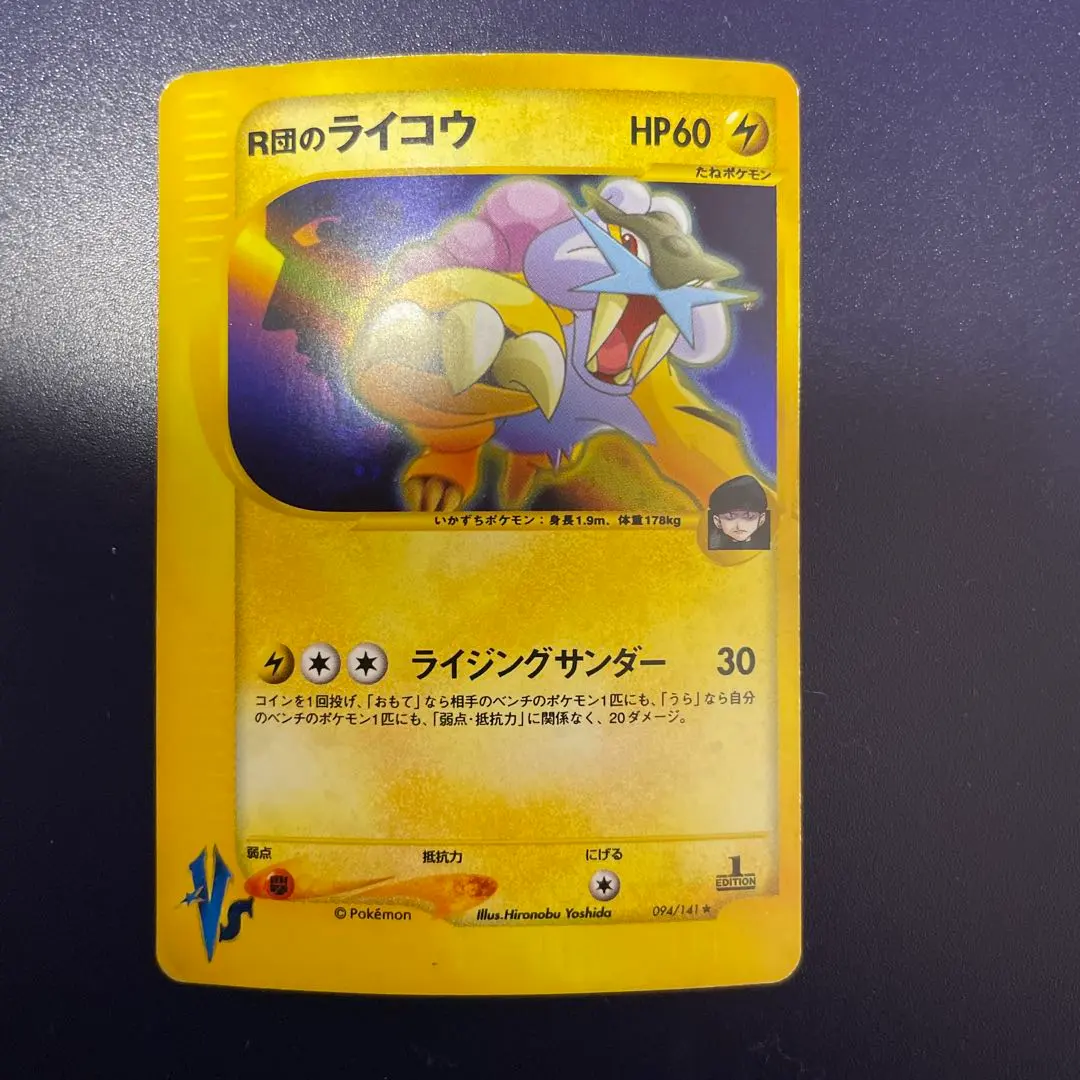 R団のライコウ HP60
たねポケモン
いかずちポケモン：身長1.9m、体重178kg
ライジングサンダー 30
コインを1回投げ、「おもて」なら相手のベンチのポケモン1匹にも、「うら」なら自分
のベンチのポケモン1匹にも、「弱点・抵抗力」に関係なく、20ダメージ。
弱点 抵抗力 にげる
1
EDITION
VS
©Pokémon Illus.Hironobu Yoshida 094/141★